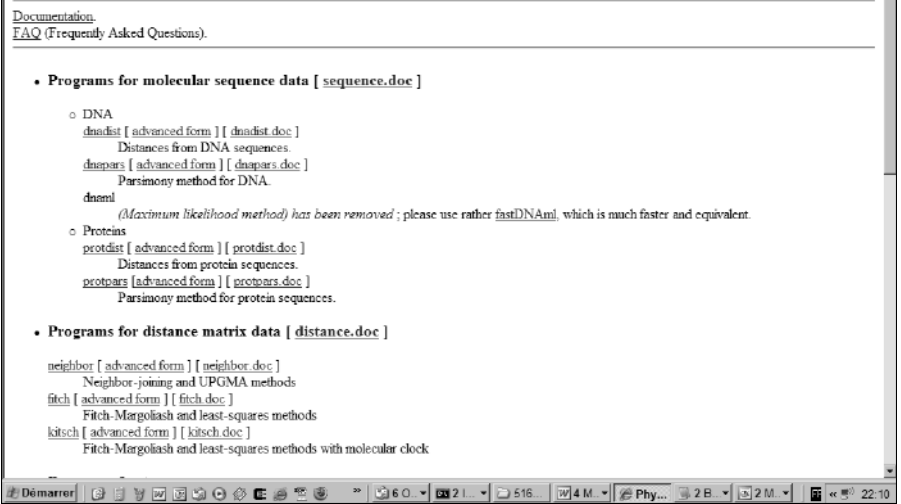 Documentation.
FAQ (Frequently Asked Questions).
• Programs for molecular sequence data [ sequence.doc ]
○ DNA
dnadist [ advanced form ] [ dnadist.doc ]
Distances from DNA sequences.
dnapars [ advanced form ] [ dnapars.doc ]
Parsimony method for DNA.
dnaml
(Maximum likelihood method) has been removed ; please use rather fastDNAml, which is much faster and equivalent.
○ Proteins
protdist [ advanced form ] [ protdist.doc ]
Distances from protein sequences.
protpars [advanced form ] [ protpars.doc ]
Parsimony method for protein sequences.
• Programs for distance matrix data [ distance.doc ]
neighbor [ advanced form ] [ neighbor.doc ]
Neighbor-joining and UPGMA methods
fitch [ advanced form ] [ fitch.doc ]
Fitch-Margoliash and least-squares methods
kitsch [ advanced form ] [ kitsch.doc ]
Fitch-Margoliash and least-squares methods with molecular clock
Démarrer » 6 O... 2 I... 516... 4 M... Phy... 2 B... 2 M... « 22:10